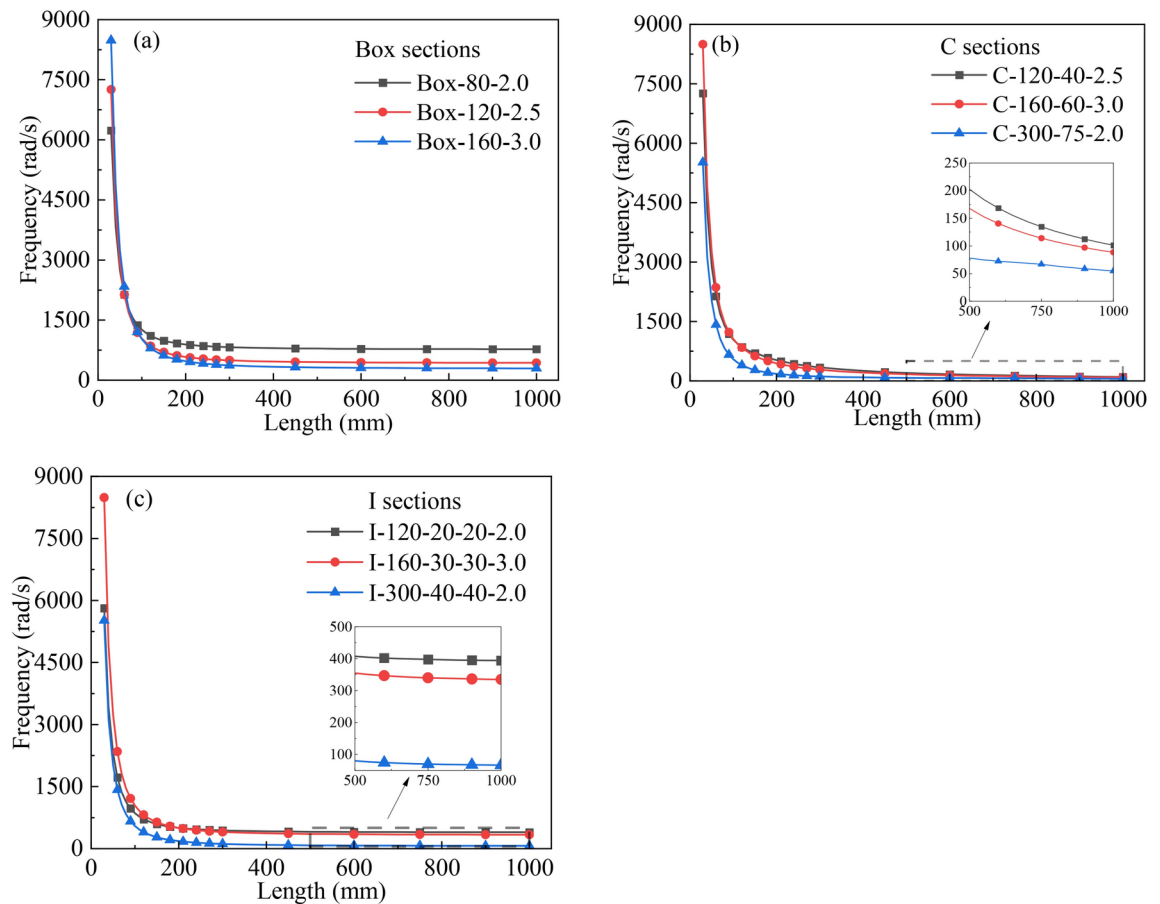 (a)
Box sections
Box-80-2.0
Box-120-2.5
Box-160-3.0
Frequency (rad/s)
9000
7500
6000
4500
3000
1500
0
0 200 400 600 800 1000
Length (mm)
(b)
C sections
C-120-40-2.5
C-160-60-3.0
C-300-75-2.0
Frequency (rad/s)
9000
7500
6000
4500
3000
1500
0
250
200
150
100
50
0
500 750 1000
0 200 400 600 800 1000
Length (mm)
(c)
I sections
I-120-20-20-2.0
I-160-30-30-3.0
I-300-40-40-2.0
Frequency (rad/s)
9000
7500
6000
4500
3000
1500
0
500
400
300
200
100
500 750 1000
0 200 400 600 800 1000
Length (mm)